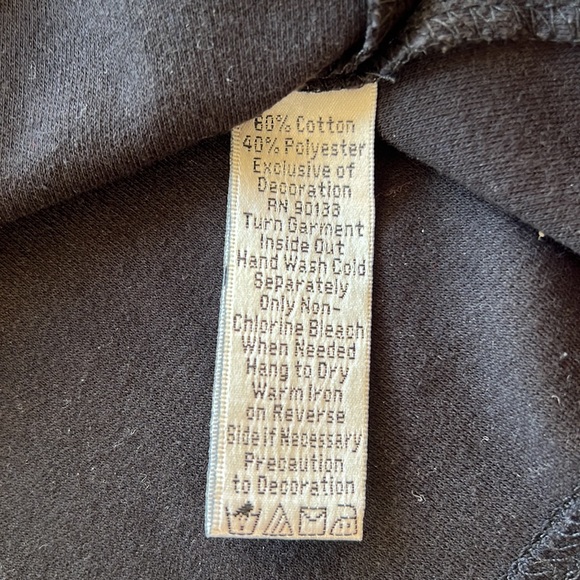 60% Cotton
40% Polyester
Exclusive of
Decoration
RN 90133
Turn Garment
Inside Out
Hand Wash Cold
Separately
Only Non-
Chlorine Bleach
When Needed
Hang to Dry
Warm Iron
on Reverse
Side if Necessary
Precaution
to Decoration